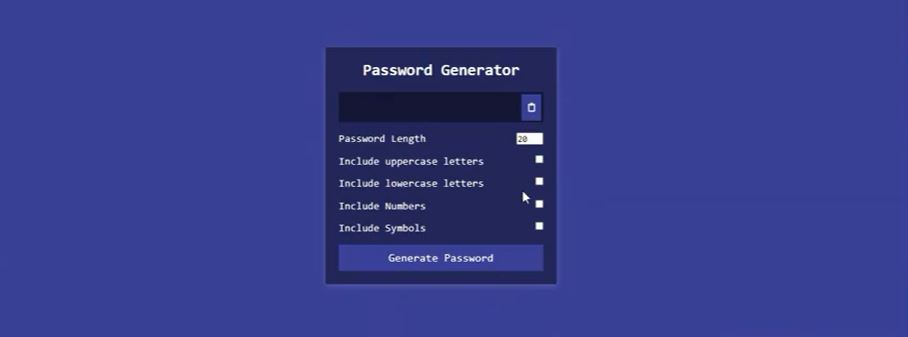 Password Generator
Password Length 20
Include uppercase letters
Include lowercase letters
Include Numbers
Include Symbols
Generate Password